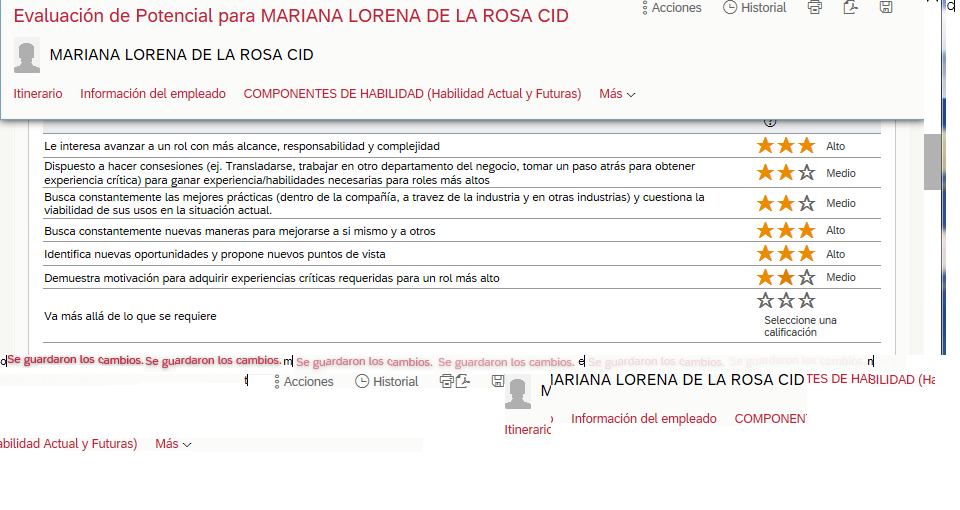 Evaluación de Potencial para MARIANA LORENA DE LA ROSA CID
Acciones Historial
MARIANA LORENA DE LA ROSA CID
Itinerario Información del empleado COMPONENTES DE HABILIDAD (Habilidad Actual y Futuras) Más
Le interesa avanzar a un rol con más alcance, responsabilidad y complejidad Alto
Dispuesto a hacer consesiones (ej. Transladarse, trabajar en otro departamento del negocio, tomar un paso atrás para obtener
experiencia crítica) para ganar experiencia/habilidades necesarias para roles más altos Medio
Busca constantemente las mejores prácticas (dentro de la compañía, a travez de la industria y en otras industrias) y cuestiona la
viabilidad de sus usos en la situación actual. Medio
Busca constantemente nuevas maneras para mejorarse a si mismo y a otros Alto
Identifica nuevas oportunidades y propone nuevos puntos de vista Alto
Demuestra motivación para adquirir experiencias críticas requeridas para un rol más alto Medio
Va más allá de lo que se requiere
Seleccione una
calificación
o Se guardaron los cambios. Se guardaron los cambios. m Se guardaron los cambios. Se guardaron los cambios. e Se guardaron los cambios. Se guardaron los cambios. n
t Acciones Historial M ARIANA LORENA DE LA ROSA CID TES DE HAB BILIDAD (Ha
Itinerario Información del empleado COMPONEN
abilidad Actual y Futuras) Más